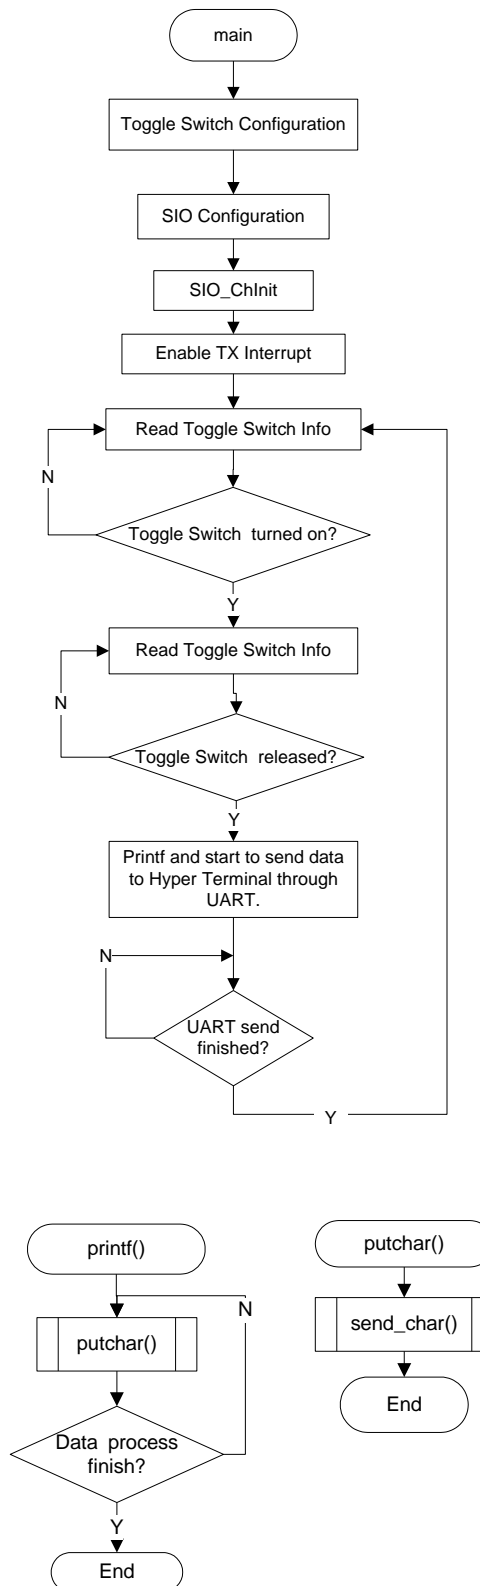 main
Toggle Switch Configuration
SIO Configuration
SIO_ChInit
Enable TX Interrupt
Read Toggle Switch Info
N
Toggle Switch turned on?
Y
Read Toggle Switch Info
N
Toggle Switch released?
Y
Printf and start to send data
to Hyper Terminal through
UART.
N
UART send
finished?
Y
printf()
N
putchar()
Data process
finish?
Y
End
putchar()
send_char()
End